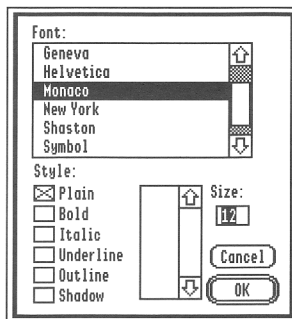 Font:
Geneva
Helvetica
Monaco
New York
Shaston
Symbol
Style:
Plain
Bold
Italic
Underline
Outline
Shadow
Size:
12
Cancel
OK